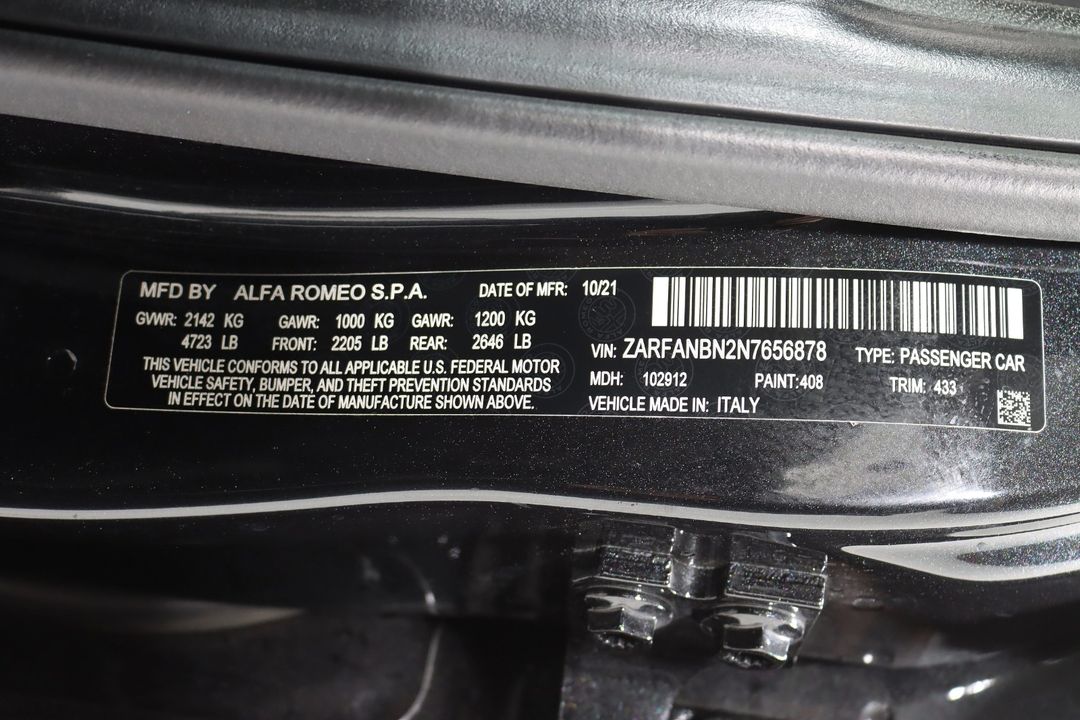 MFD BY ALFA ROMEO S.P.A. DATE OF MFR: 10/21
GVWR: 2142 KG GAWR: 1000 KG GAWR: 1200 KG
4723 LB FRONT: 2205 LB REAR: 2646 LB
THIS VEHICLE CONFORMS TO ALL APPLICABLE U.S. FEDERAL MOTOR
VEHICLE SAFETY, BUMPER, AND THEFT PREVENTION STANDARDS
IN EFFECT ON THE DATE OF MANUFACTURE SHOWN ABOVE.
VIN: ZARFANBN2N7656878 TYPE: PASSENGER CAR
MDH: 102912 PAINT:408 TRIM: 433
VEHICLE MADE IN: ITALY